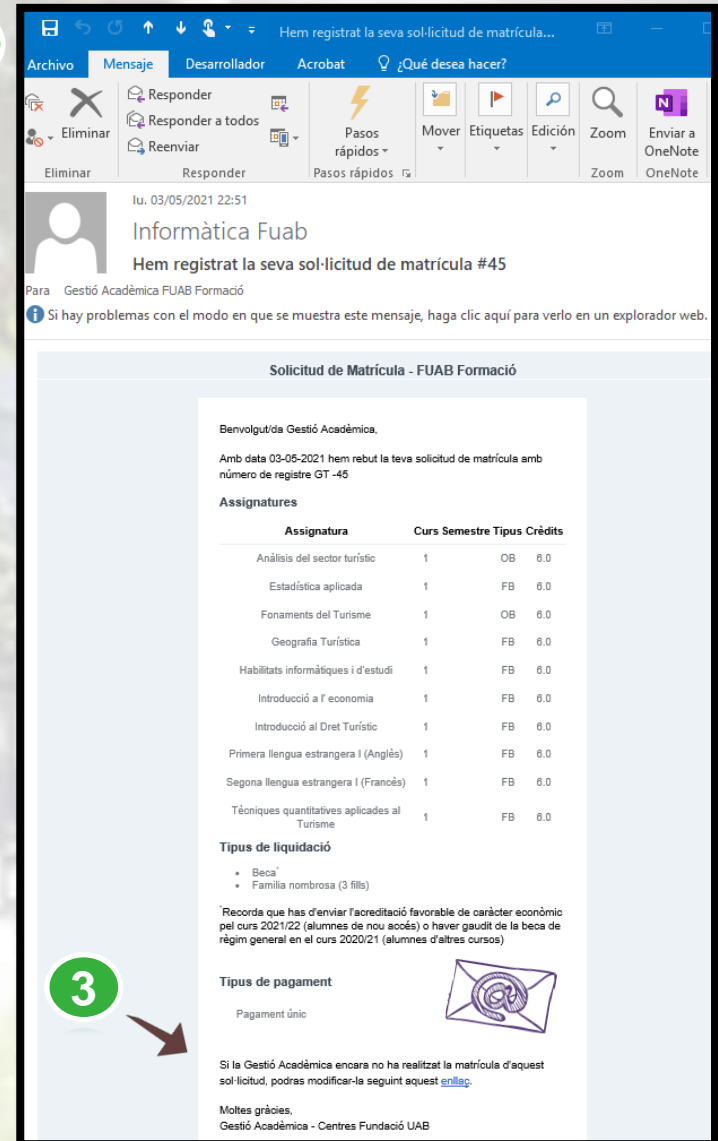 Hem registrat la seva sol·licitud de matrícula...
Archivo Mensaje Desarrollador Acrobat ¿Qué desea hacer?
Eliminar
Responder
Responder a todos
Reenviar
Pasos rápidos
Mover
Etiquetas
Edición
Zoom
Enviar a OneNote
Eliminar Responder Pasos rápidos Zoom OneNote
lu. 03/05/2021 22:51
Informàtica Fuab
Hem registrat la seva sol·licitud de matrícula #45
Para Gestió Acadèmica FUAB Formació
Si hay problemas con el modo en que se muestra este mensaje, haga clic aquí para verlo en un explorador web.
Solicitud de Matrícula - FUAB Formació
Benvolgut/da Gestió Acadèmica,
Amb data 03-05-2021 hem rebut la teva solicitud de matrícula amb
número de registre GT -45
Assignatures
Assignatura Curs Semestre Tipus Crèdits
Análisis del sector turístic 1 OB 6.0
Estadística aplicada 1 FB 6.0
Fonaments del Turisme 1 OB 6.0
Geografia Turística 1 FB 6.0
Habilitats informàtiques i d'estudi 1 FB 6.0
Introducció a l' economia 1 FB 6.0
Introducció al Dret Turístic 1 FB 6.0
Primera llengua estrangera I (Anglès) 1 FB 6.0
Segona llengua estrangera I (Francès) 1 FB 6.0
Tècniques quantitatives aplicades al
Turisme 1 FB 6.0
Tipus de liquidació
• Beca*
• Familia nombrosa (3 fills)
*Recorda que has d'enviar l'acreditació favorable de caràcter econòmic
pel curs 2021/22 (alumnes de nou accés) o haver gaudit de la beca de
règim general en el curs 2020/21 (alumnes d'altres cursos)
3
Tipus de pagament
Pagament únic
Si la Gestió Acadèmica encara no ha realitzat la matrícula d'aquest
sol·licitud, podras modificar-la seguint aquest enllaç.
Moltes gràcies,
Gestió Acadèmica - Centres Fundació UAB